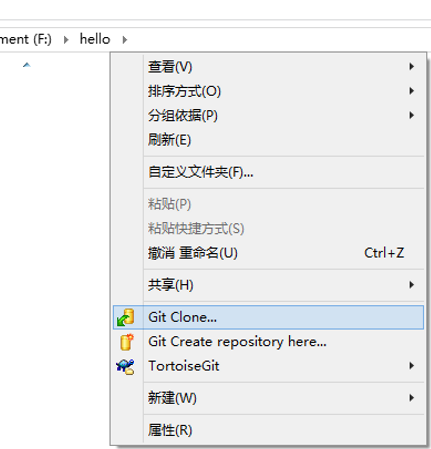 ment (F:) hello
查看(V)
排序方式(O)
分组依据(P)
刷新(E)
自定义文件夹(F)...
粘贴(P)
粘贴快捷方式(S)
撤消 重命名(U) Ctrl+Z
共享(H)
Git Clone...
Git Create repository here...
TortoiseGit
新建(W)
属性(R)